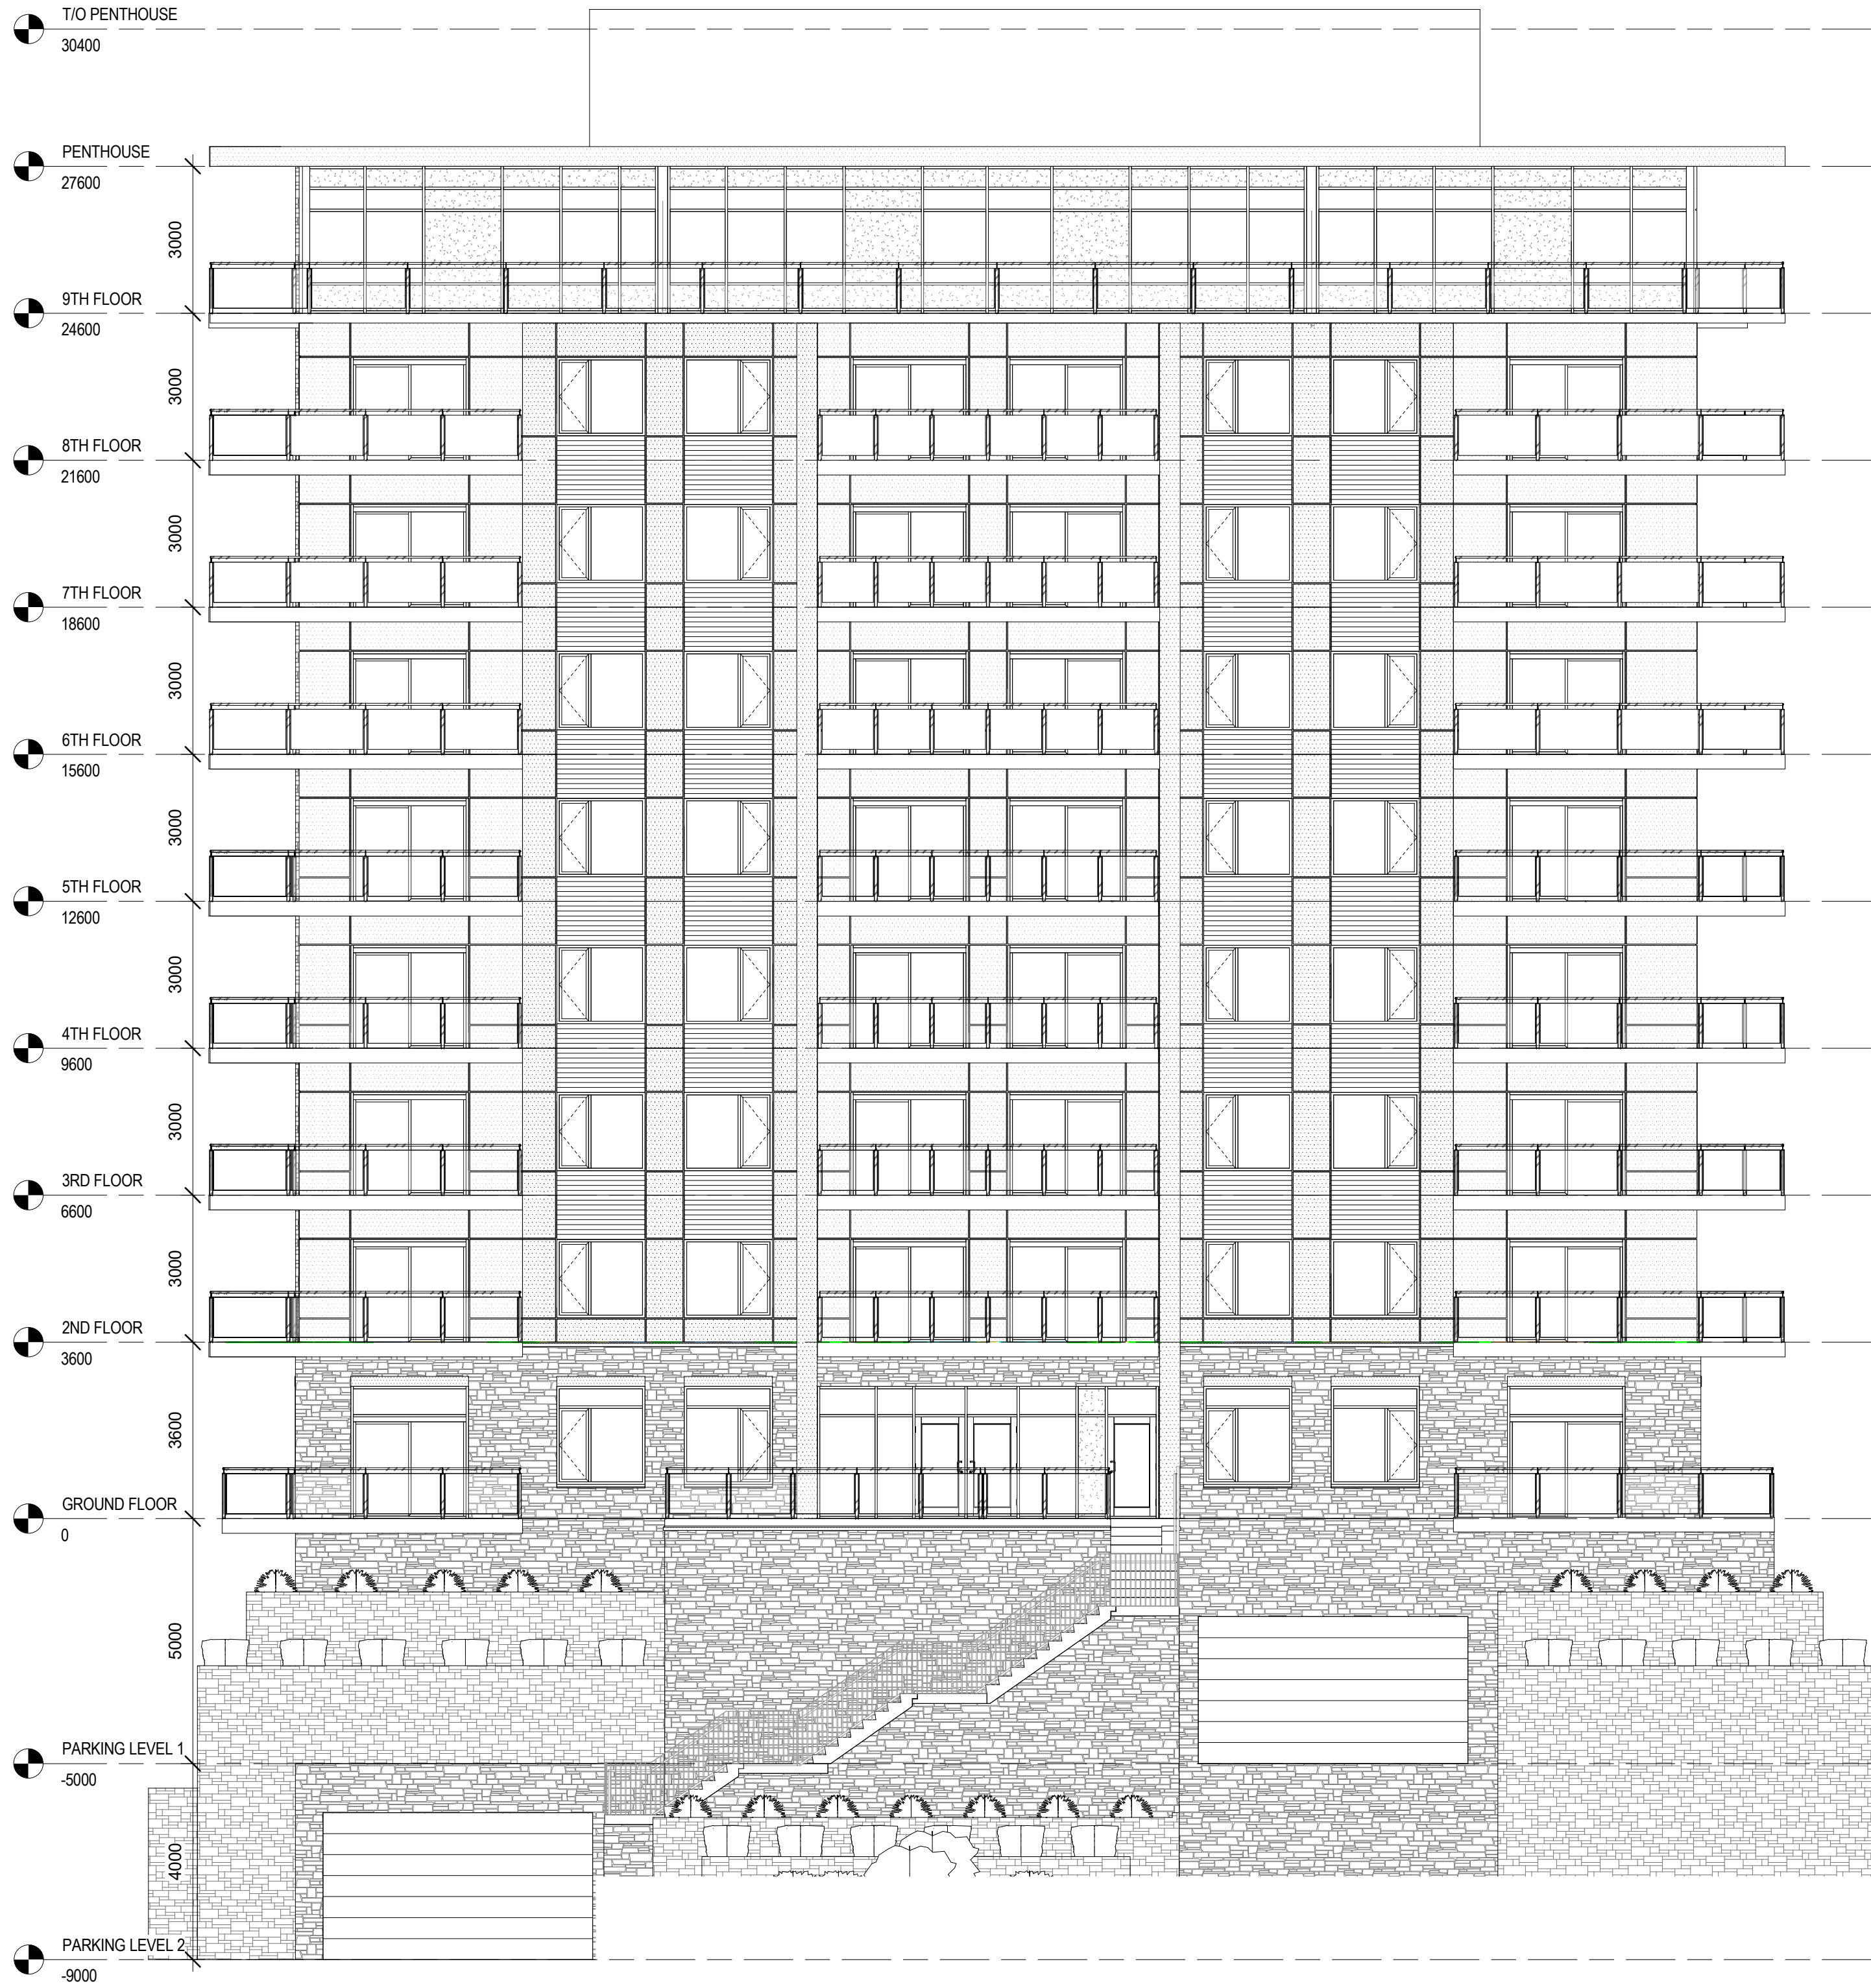 T/O PENTHOUSE
30400
PENTHOUSE
27600
3000
9TH FLOOR
24600
3000
8TH FLOOR
21600
3000
7TH FLOOR
18600
3000
6TH FLOOR
15600
3000
5TH FLOOR
12600
3000
4TH FLOOR
9600
3000
3RD FLOOR
6600
3000
2ND FLOOR
3600
3600
GROUND FLOOR
0
5000
PARKING LEVEL 1
-5000
4000
PARKING LEVEL 2
-9000